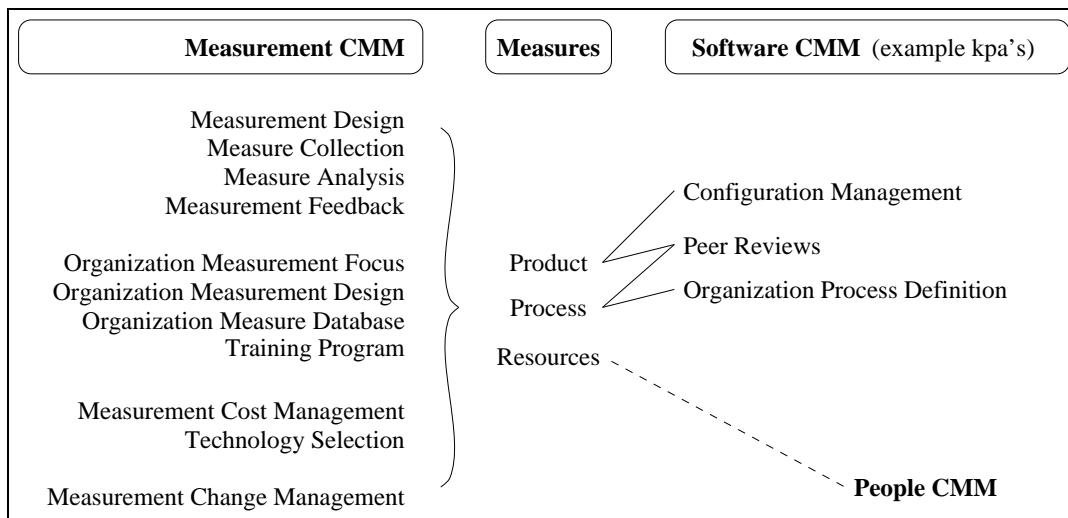 Measurement CMM
Measures
Software CMM (example kpa's)
Measurement Design
Measure Collection
Measure Analysis
Measurement Feedback
Organization Measurement Focus
Organization Measurement Design
Organization Measure Database
Training Program
Measurement Cost Management
Technology Selection
Measurement Change Management
Product
Process
Resources
Configuration Management
Peer Reviews
Organization Process Definition
People CMM